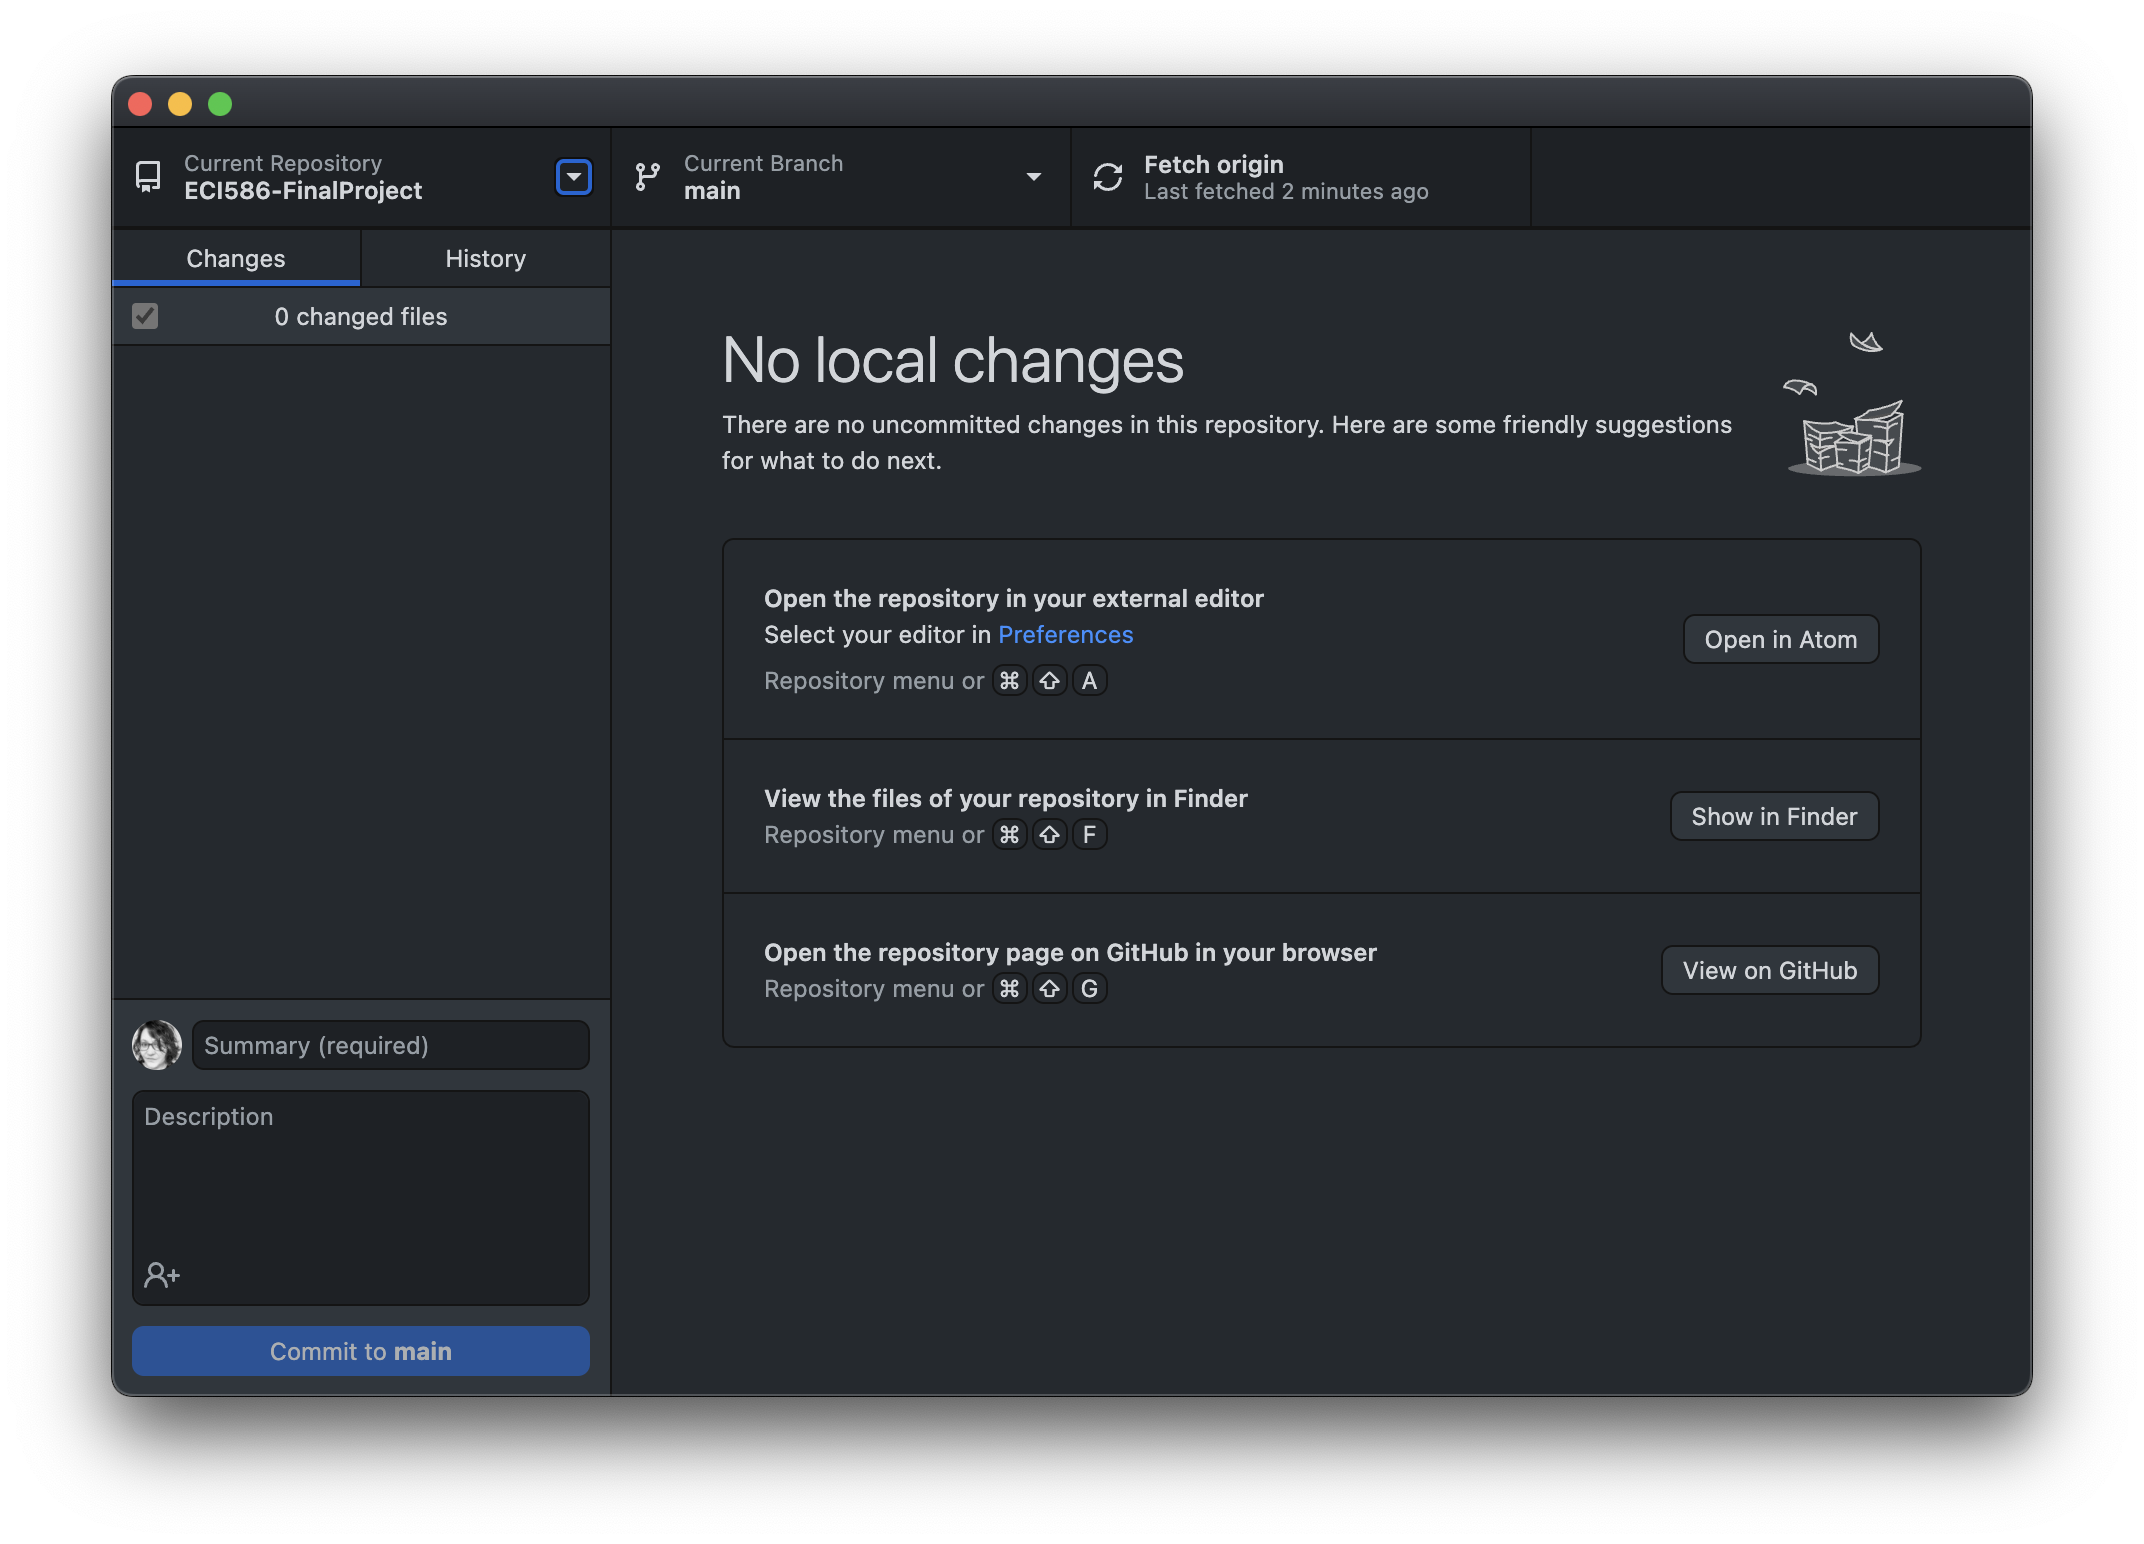 Current Repository
ECI586-FinalProject
Current Branch
main
Fetch origin
Last fetched 2 minutes ago
Changes
History
0 changed files
No local changes
There are no uncommitted changes in this repository. Here are some friendly suggestions
for what to do next.
Open the repository in your external editor
Select your editor in Preferences
Repository menu or ⌘ ⇧ A
Open in Atom
View the files of your repository in Finder
Repository menu or ⌘ ⇧ F
Show in Finder
Open the repository page on GitHub in your browser
Repository menu or ⌘ ⇧ G
View on GitHub
Summary (required)
Description
Commit to main